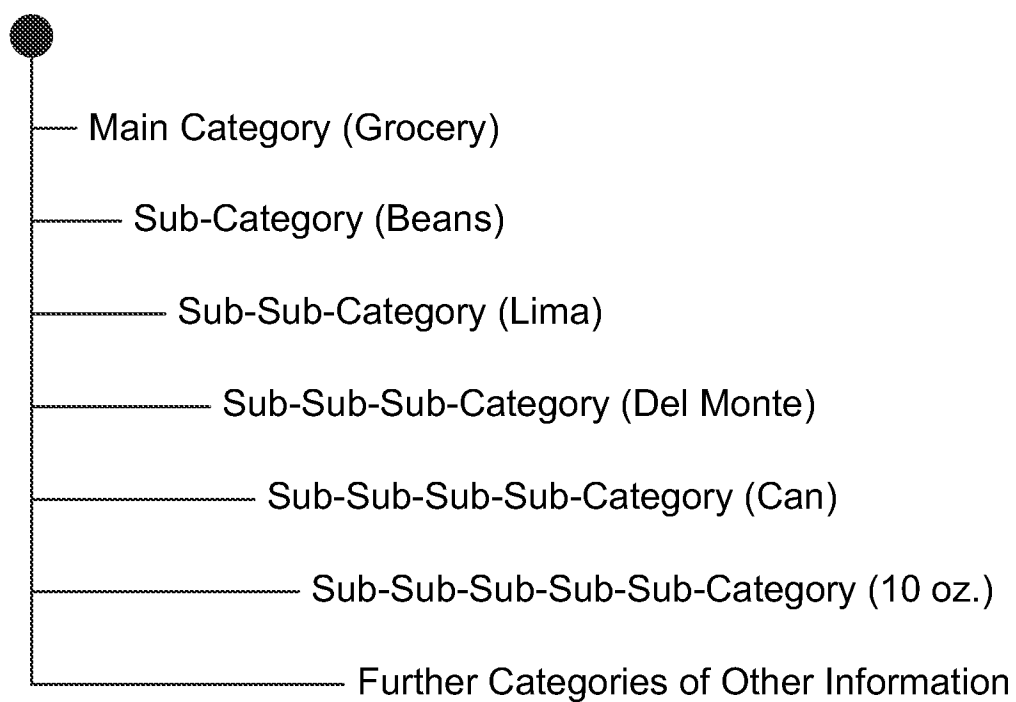 Main Category (Grocery)
Sub-Category (Beans)
Sub-Sub-Category (Lima)
Sub-Sub-Sub-Category (Del Monte)
Sub-Sub-Sub-Sub-Category (Can)
Sub-Sub-Sub-Sub-Sub-Category (10 oz.)
Further Categories of Other Information